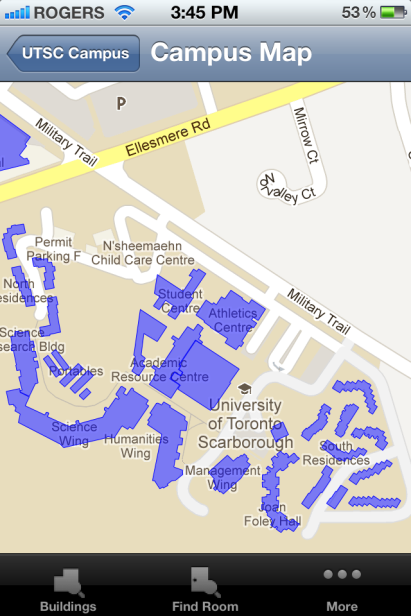 ROGERS 3:45 PM 53%
UTSC Campus Campus Map
P
Military Trail
Ellesmere Rd
Mirrow Ct
Novalley Ct
Permit
Parking F
N'sheemaehn
Child Care Centre
North
esidences
Student
Centre
Athletics
Centre
Military Trail
Science
search Bldg
Portables
Academic
Resource Centre
University
of Toronto
Scarborough
Science
Wing
Humanities
Wing
South
Residences
Management
Wing
Joan
Foley Hall
Buildings Find Room More